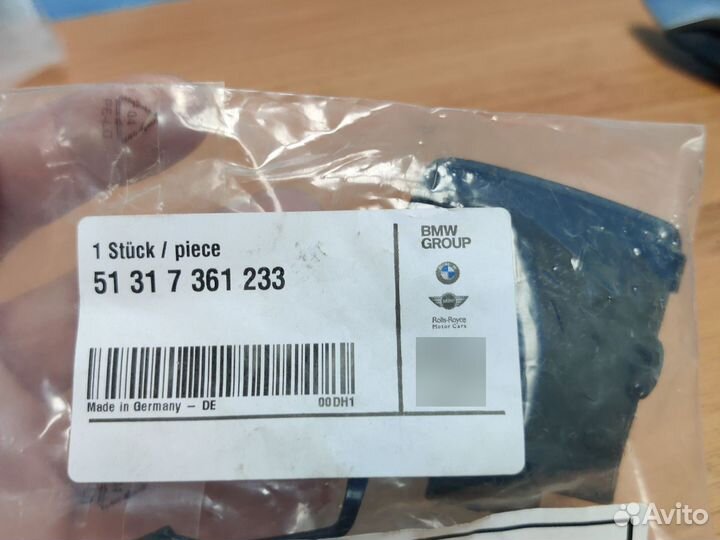 1 Stück / piece
51 31 7 361 233
Made in Germany – DE
00DH1
BMW
GROUP
MINI
Rolls-Royce
Motor Cars
Avito